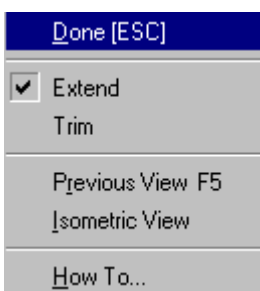 Done [ESC]
Extend
Trim
Previous View F5
Isometric View
How To...